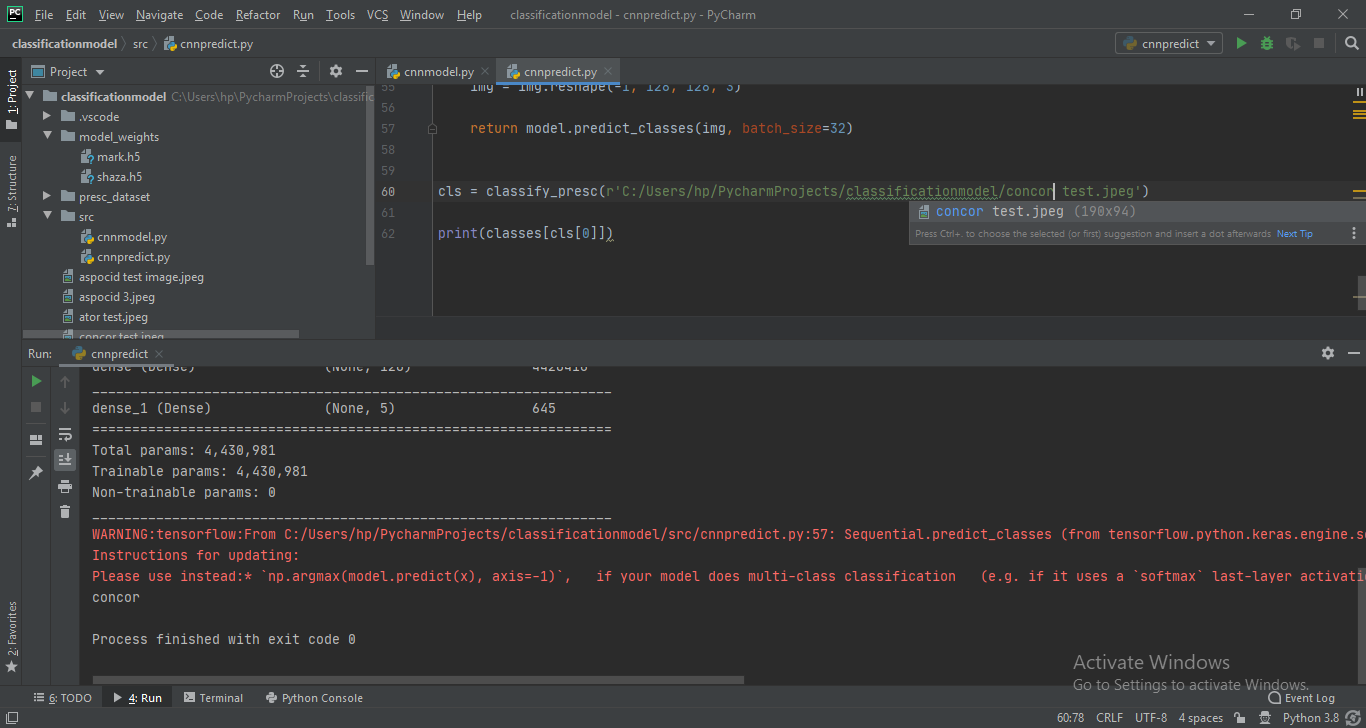 PC File Edit View Navigate Code Refactor Run Tools VCS Window Help classificationmodel - cnnpredict.py - PyCharm
classificationmodel src cnnpredict.py cnnpredict
1: Project
7: Structure
2: Favorites
Project
classificationmodel C:\Users\hp\PycharmProjects\classific
.vscode
model_weights
mark.h5
shaza.h5
presc_dataset
src
cnnmodel.py
cnnpredict.py
aspocid test image.jpeg
aspocid 3.jpeg
ator test.jpeg
concor test.jpeg
cnnmodel.py cnnpredict.py
55 img = img.reshape(-1, 128, 128, 3)
56
57 return model.predict_classes(img, batch_size=32)
58
59
60 cls = classify_presc(r'C:/Users/hp/PycharmProjects/classificationmodel/concor test.jpeg')
61
62 print(classes[cls[0]])
concor test.jpeg (190x94)
Press Ctrl+. to choose the selected (or first) suggestion and insert a dot afterwards Next Tip
Run: cnnpredict
dense (Dense) (None, 128) 4426410
_________________________________________________________________
dense_1 (Dense) (None, 5) 645
=================================================================
Total params: 4,430,981
Trainable params: 4,430,981
Non-trainable params: 0
_________________________________________________________________
WARNING:tensorflow:From C:/Users/hp/PycharmProjects/classificationmodel/src/cnnpredict.py:57: Sequential.predict_classes (from tensorflow.python.keras.engine.se
Instructions for updating:
Please use instead:* `np.argmax(model.predict(x), axis=-1)`, if your model does multi-class classification (e.g. if it uses a `softmax` last-layer activatio
concor
Process finished with exit code 0
Activate Windows
Go to Settings to activate Windows.
6: TODO 4: Run Terminal Python Console Event Log
60:78 CRLF UTF-8 4 spaces Python 3.8